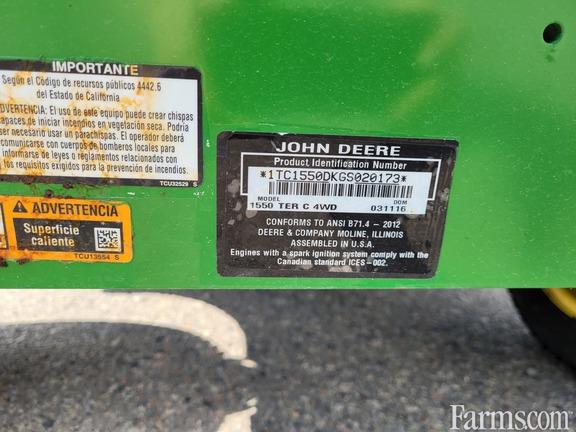 IMPORTANTE
Según el Código de recursos públicos 4442.6
del Estado de California
ADVERTENCIA: El uso de este equipo puede crear chispas
capaces de iniciar incendios en vegetación seca. Podría
ser necesario usar un parachispas. El operador deberá
comunicarse con cuerpos de bomberos locales para
informarse de leyes o reglamentos relacionados con
los requisitos exigidos para la prevención de incendios.
TCU32529 S
ADVERTENCIA
Superficie
caliente
TCU13554 S
JOHN DEERE
Product Identification Number
*1TC1550DKGS020173*
MODEL DOM
1550 TER C 4WD 031116
CONFORMS TO ANSI B71.4 - 2012
DEERE & COMPANY MOLINE, ILLINOIS
ASSEMBLED IN U.S.A.
Engines with a spark ignition system comply with the
Canadian standard ICES-002.
Farms.com